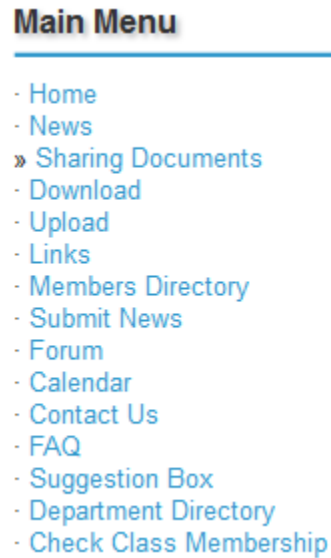 Main Menu
· Home
· News
» Sharing Documents
· Download
· Upload
· Links
· Members Directory
· Submit News
· Forum
· Calendar
· Contact Us
· FAQ
· Suggestion Box
· Department Directory
· Check Class Membership